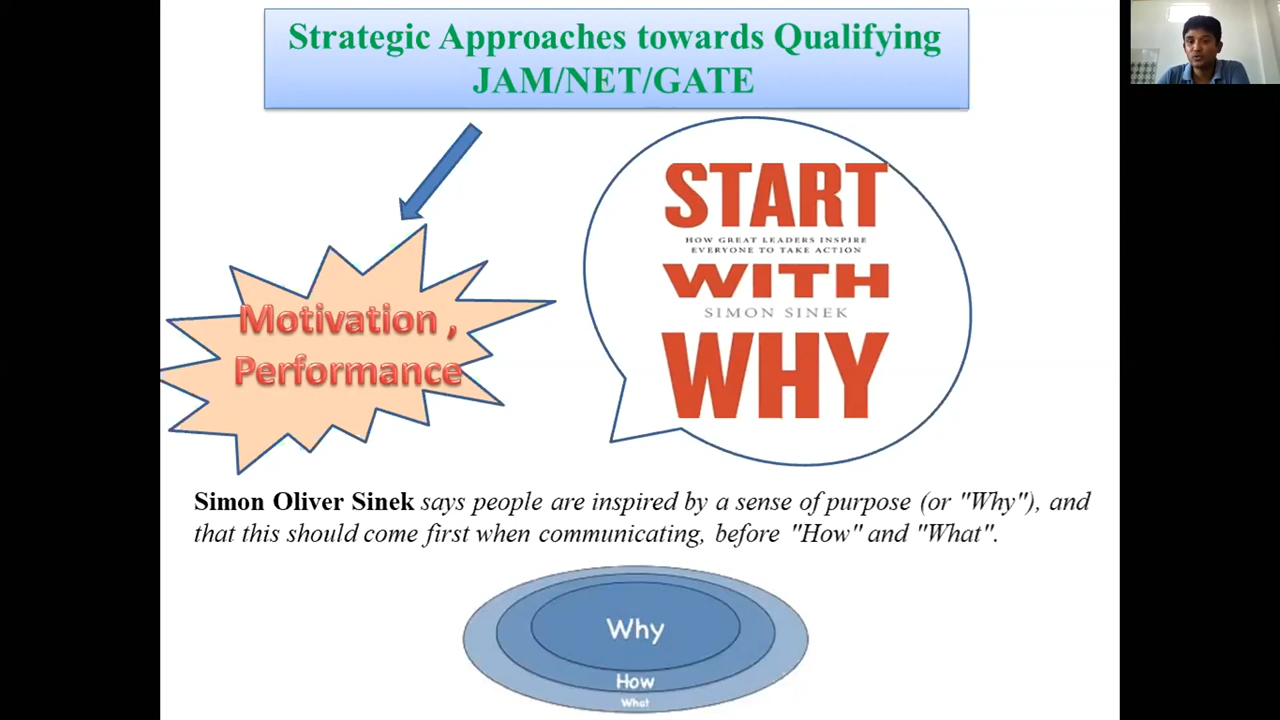 Strategic Approaches towards Qualifying
JAM/NET/GATE
Motivation ,
Performance
START
HOW GREAT LEADERS INSPIRE
EVERYONE TO TAKE ACTION
WITH
SIMON SINEK
WHY
Simon Oliver Sinek says people are inspired by a sense of purpose (or "Why"), and
that this should come first when communicating, before "How" and "What".
Why
How
What